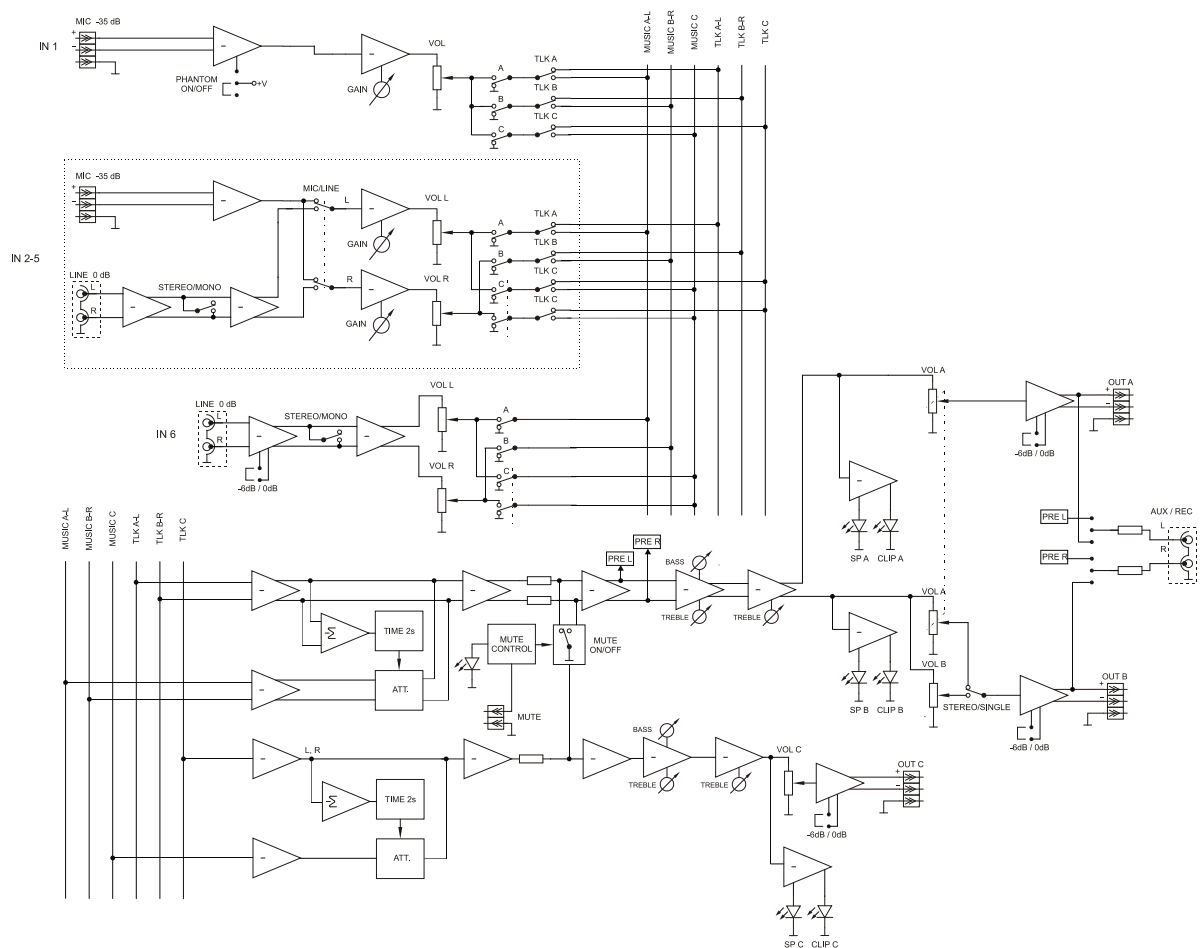 MIC -35 dB
IN 1
+
-
PHANTOM
ON/OFF
+V
GAIN
VOL
A
B
C
TLK A
TLK B
TLK C
MUSIC A-L
MUSIC B-R
MUSIC C
TLK A-L
TLK B-R
TLK C
IN 2-5
MIC -35 dB
+
-
LINE 0 dB
L
R
STEREO/MONO
MIC/LINE
L
R
GAIN
GAIN
VOL L
VOL R
A
B
C
TLK A
TLK B
TLK C
TLK C
IN 6
LINE 0 dB
L
R
STEREO/MONO
-6dB / 0dB
VOL L
VOL R
A
B
C
MUSIC A-L
MUSIC B-R
MUSIC C
TLK A-L
TLK B-R
TLK C
-Σ
TIME 2s
ATT.
PRE L
PRE R
MUTE
CONTROL
MUTE
ON/OFF
MUTE
BASS
TREBLE
TREBLE
SP A
CLIP A
VOL A
-6dB / 0dB
+
-
OUT A
PRE L
PRE R
AUX / REC
L
R
SP B
CLIP B
VOL A
VOL B
STEREO/SINGLE
-6dB / 0dB
+
-
OUT B
L, R
-Σ
TIME 2s
ATT.
BASS
TREBLE
TREBLE
VOL C
-6dB / 0dB
+
-
OUT C
SP C
CLIP C